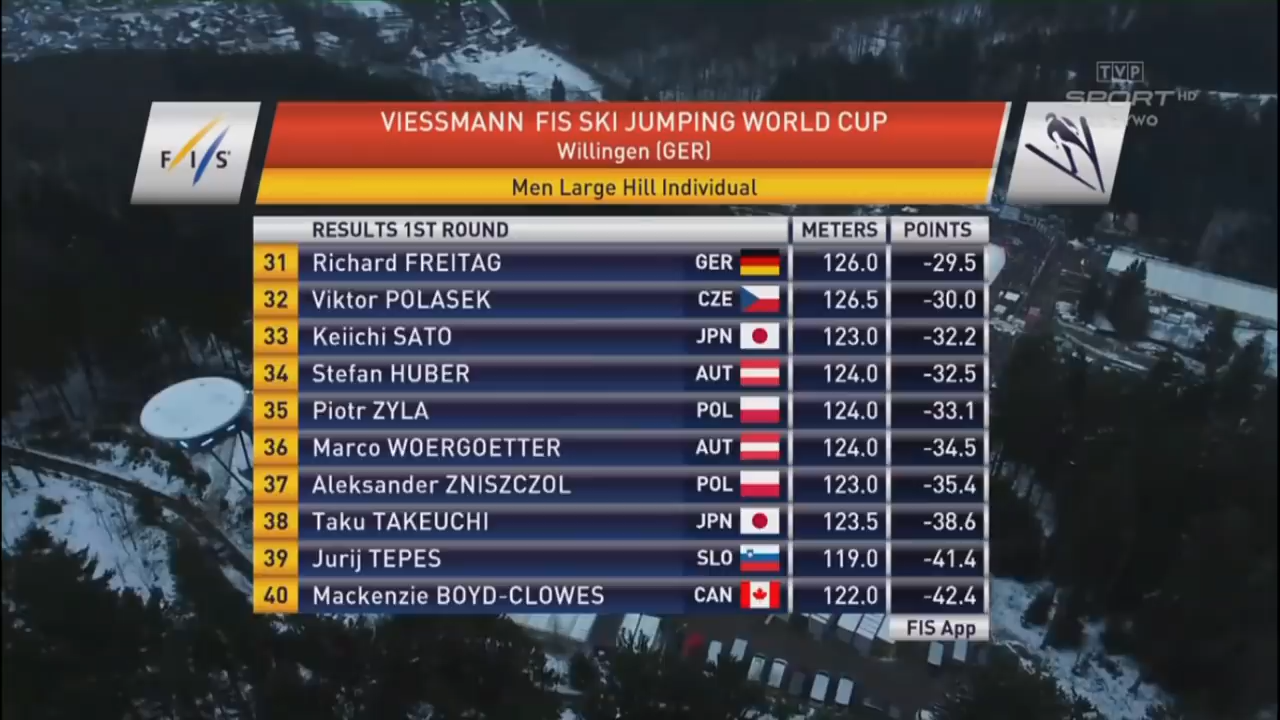 TVP
SPORT HD
FIS
VIESSMANN FIS SKI JUMPING WORLD CUP
Willingen (GER)
Men Large Hill Individual
RESULTS 1ST ROUND METERS POINTS
31 Richard FREITAG GER 126.0 -29.5
32 Viktor POLASEK CZE 126.5 -30.0
33 Keiichi SATO JPN 123.0 -32.2
34 Stefan HUBER AUT 124.0 -32.5
35 Piotr ZYLA POL 124.0 -33.1
36 Marco WOERGOETTER AUT 124.0 -34.5
37 Aleksander ZNISZCZOL POL 123.0 -35.4
38 Taku TAKEUCHI JPN 123.5 -38.6
39 Jurij TEPES SLO 119.0 -41.4
40 Mackenzie BOYD-CLOWES CAN 122.0 -42.4
FIS App